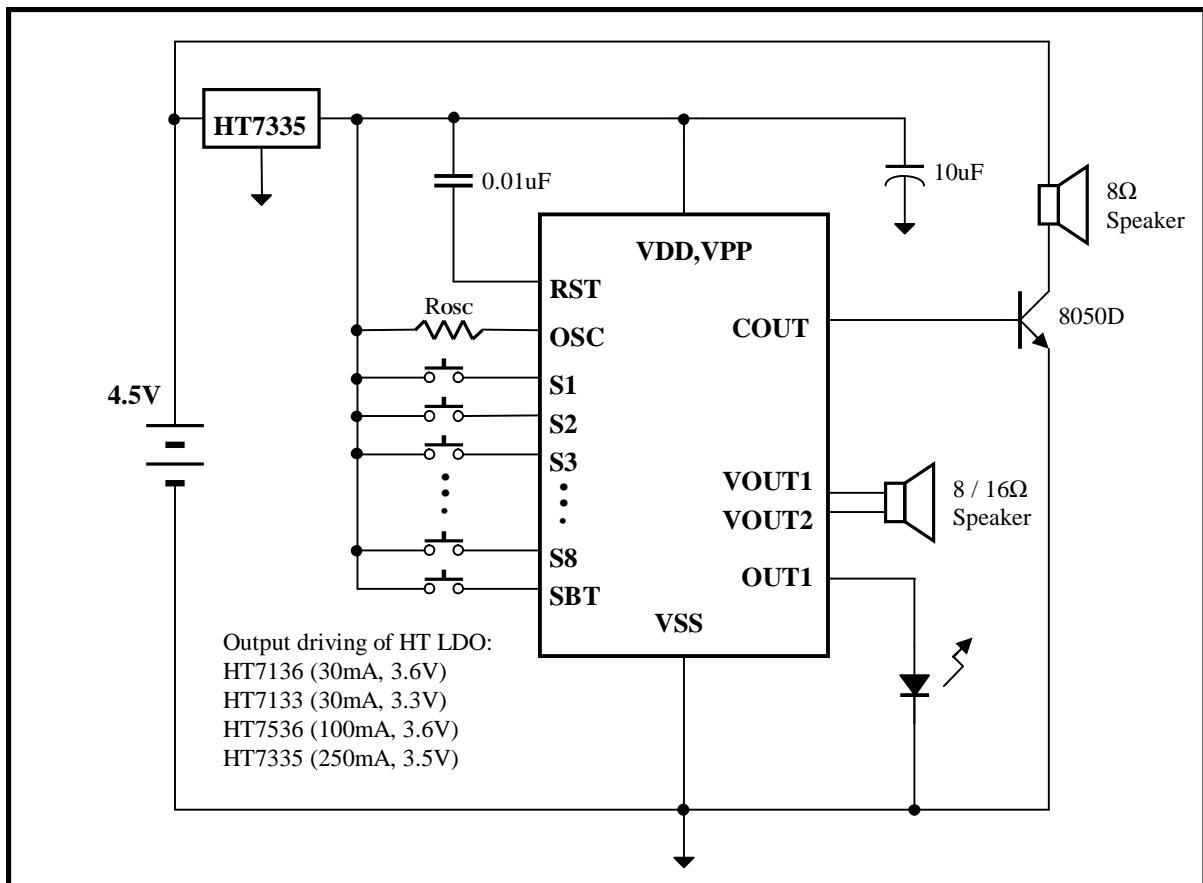 HT7335
0.01uF
10uF
8Ω
Speaker
VDD,VPP
RST
Rosc
OSC
COUT
8050D
S1
4.5V
S2
S3
VOUT1
8 / 16Ω
VOUT2
Speaker
S8
OUT1
SBT
VSS
Output driving of HT LDO:
HT7136 (30mA, 3.6V)
HT7133 (30mA, 3.3V)
HT7536 (100mA, 3.6V)
HT7335 (250mA, 3.5V)